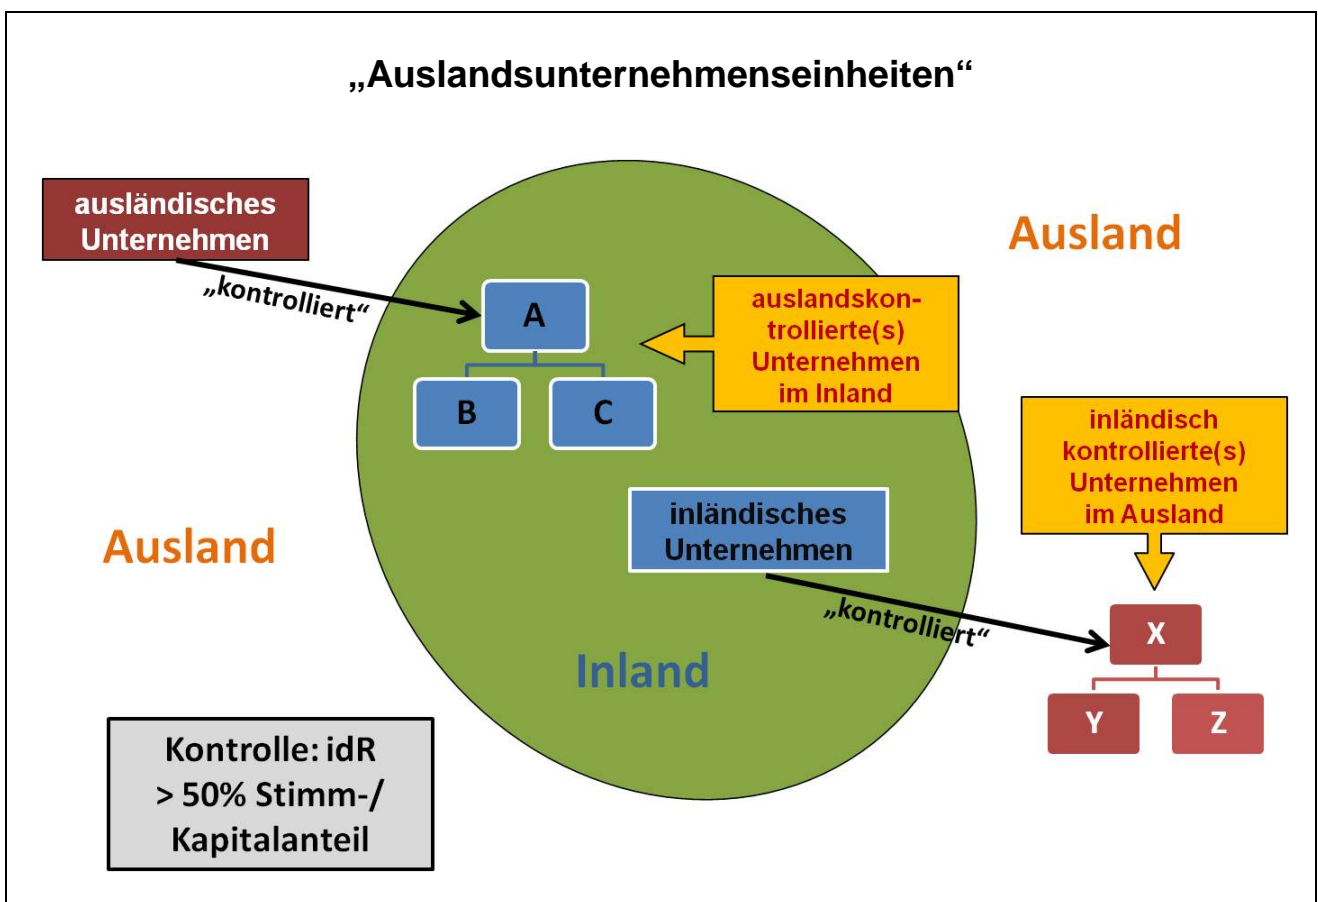 „Auslandsunternehmenseinheiten“
ausländisches
Unternehmen
„kontrolliert“
Ausland
A
B
C
auslandskon-
trollierte(s)
Unternehmen
im Inland
inländisch
kontrollierte(s)
Unternehmen
im Ausland
Ausland
inländisches
Unternehmen
„kontrolliert“
X
Y
Z
Inland
Kontrolle: idR
> 50% Stimm-/
Kapitalanteil